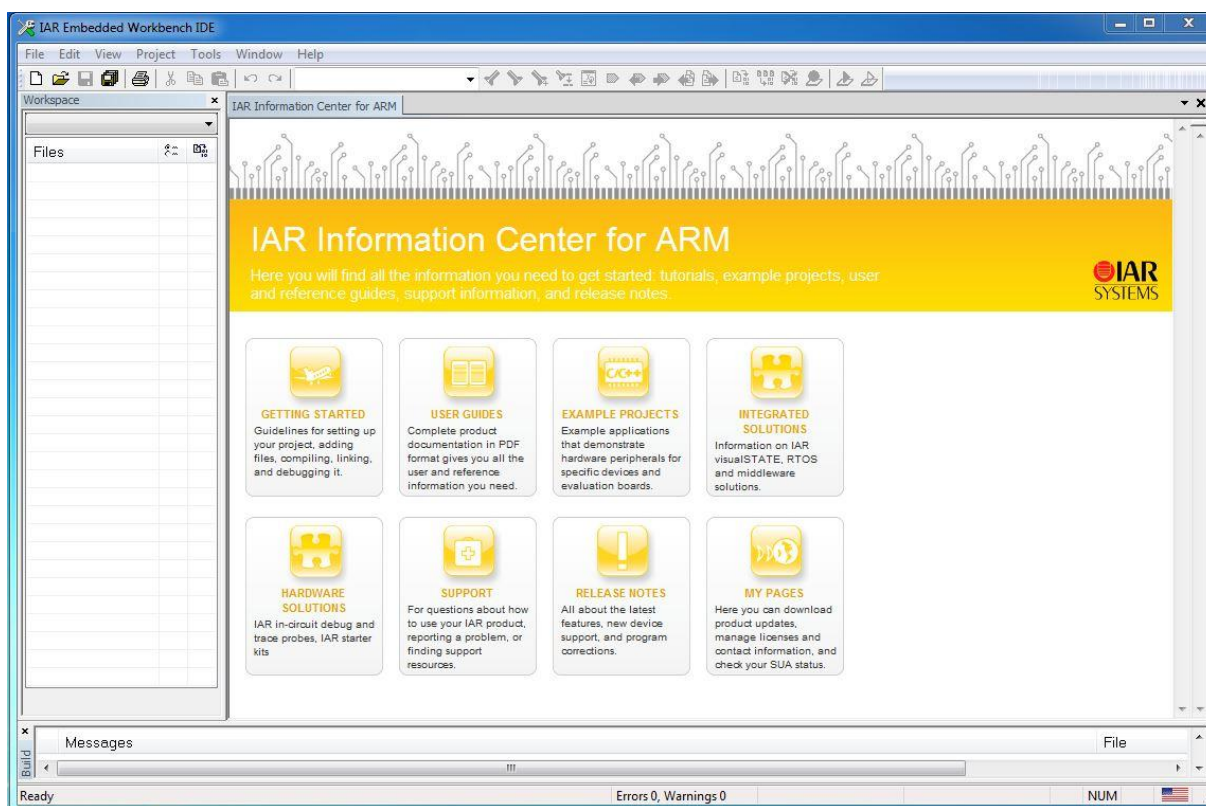 IAR Embedded Workbench IDE
File Edit View Project Tools Window Help
Workspace
IAR Information Center for ARM
Files
IAR Information Center for ARM
Here you will find all the information you need to get started: tutorials, example projects, user
and reference guides, support information, and release notes.
IAR
SYSTEMS
GETTING STARTED
Guidelines for setting up
your project, adding
files, compiling, linking,
and debugging it.
USER GUIDES
Complete product
documentation in PDF
format gives you all the
user and reference
information you need.
C/C++
EXAMPLE PROJECTS
Example applications
that demonstrate
hardware peripherals for
specific devices and
evaluation boards.
INTEGRATED
SOLUTIONS
Information on IAR
visualSTATE, RTOS
and middleware
solutions.
HARDWARE
SOLUTIONS
IAR in-circuit debug and
trace probes, IAR starter
kits
SUPPORT
For questions about how
to use your IAR product,
reporting a problem, or
finding support
resources.
RELEASE NOTES
All about the latest
features, new device
support, and program
corrections.
MY PAGES
Here you can download
product updates,
manage licenses and
contact information, and
check your SUA status.
Build
Messages File
Ready Errors 0, Warnings 0 NUM